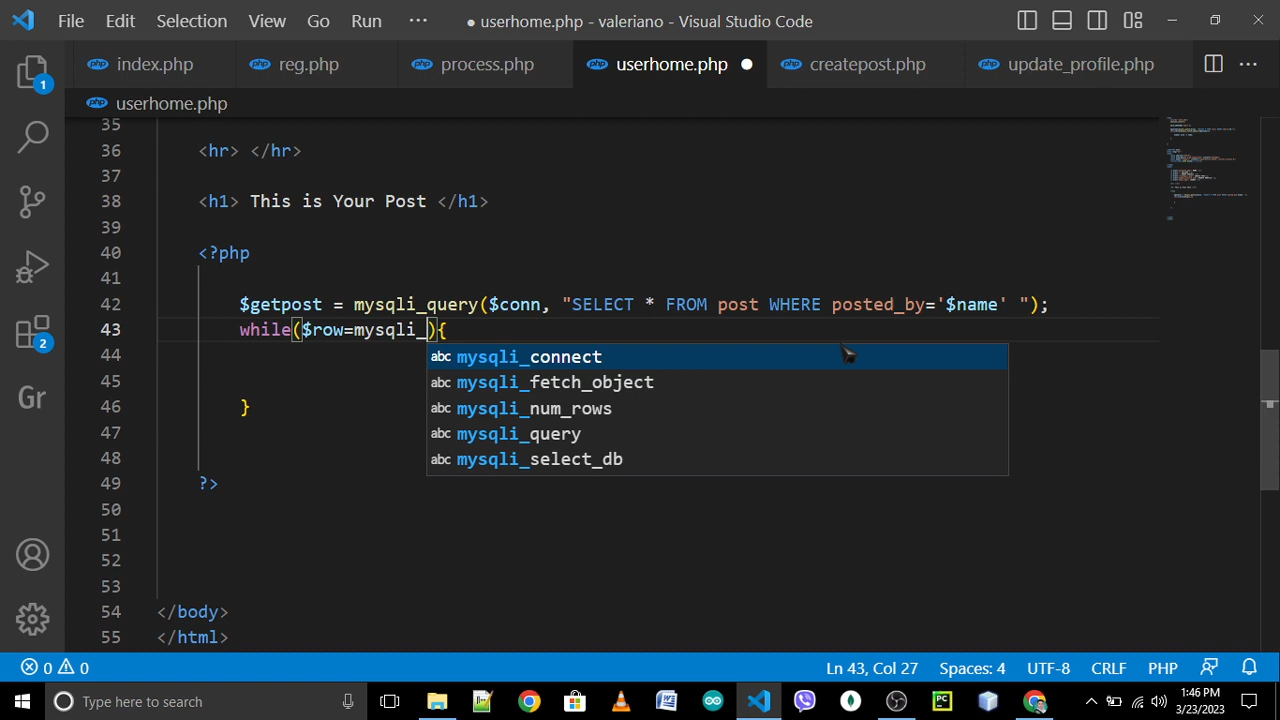 File Edit Selection View Go Run ··· ● userhome.php - valeriano - Visual Studio Code
index.php reg.php process.php userhome.php ● createpost.php update_profile.php ···
userhome.php
35
36 <hr> </hr>
37
38 <h1> This is Your Post </h1>
39
40 <?php
41
42 $getpost = mysqli_query($conn, "SELECT * FROM post WHERE posted_by='$name' ");
43 while($row=mysqli_){
44 abc mysqli_connect
45 abc mysqli_fetch_object
46 } abc mysqli_num_rows
47 abc mysqli_query
48 abc mysqli_select_db
49 ?>
50
51
52
53
54 </body>
55 </html>
1
2
Gr
0 0 Ln 43, Col 27 Spaces: 4 UTF-8 CRLF PHP
Type here to search 1:46 PM
3/23/2023